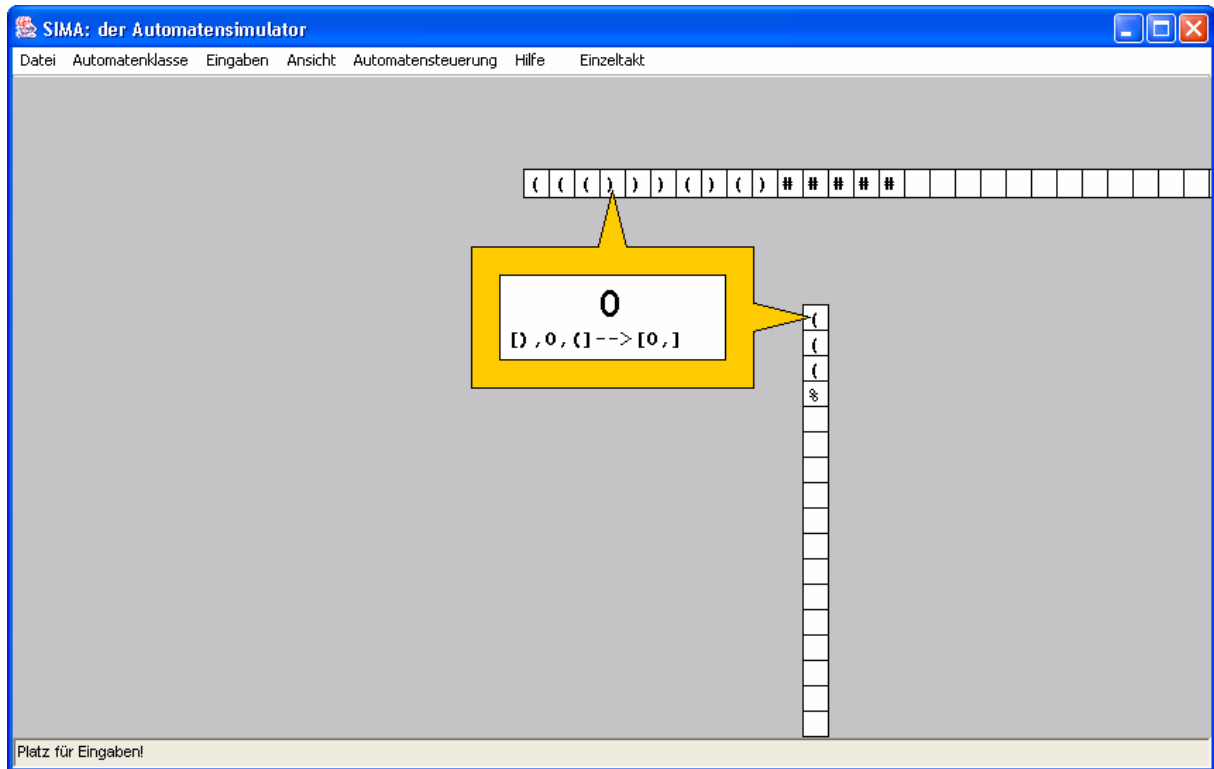 SIMA: der Automatensimulator
Datei Automatenklasse Eingaben Ansicht Automatensteuerung Hilfe Einzeltakt
( ( ( ) ) ) ( ) ( ) # # # # #
0
[),0,(]-->[0,]
(
(
(
%
Platz für Eingaben!